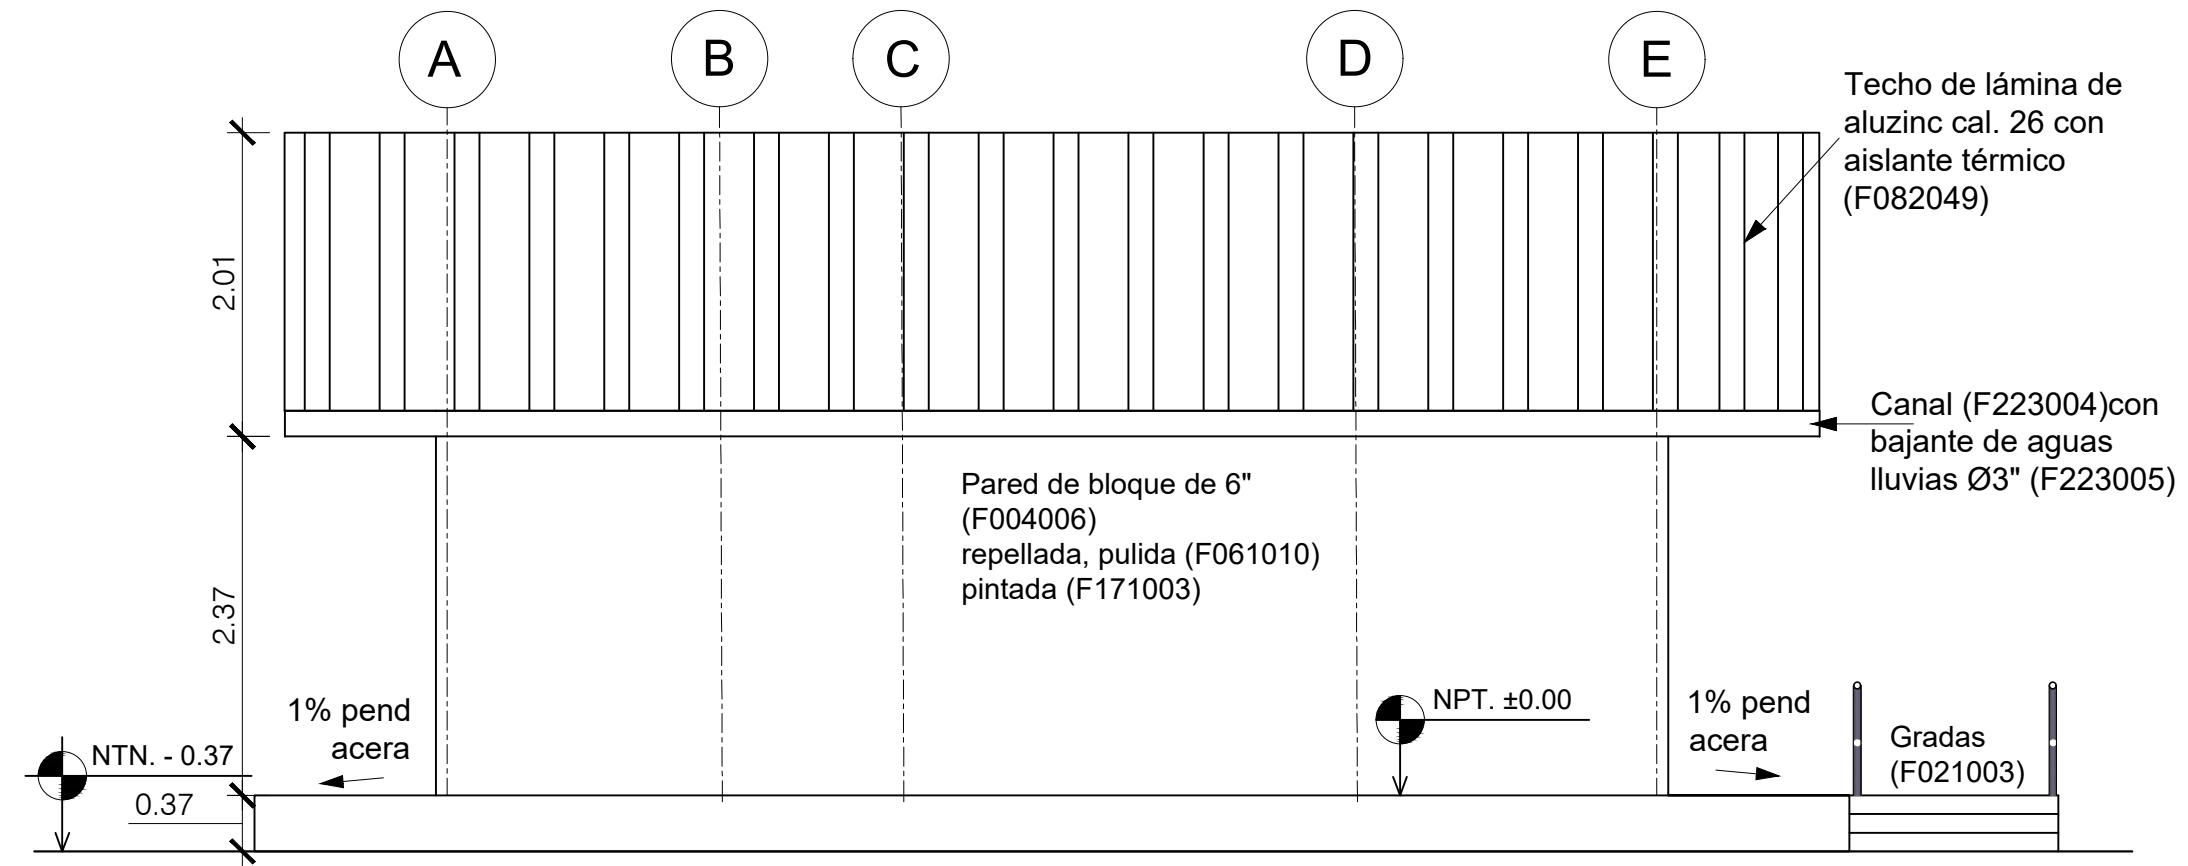 A
B
C
D
E
Techo de lámina de
aluzinc cal. 26 con
aislante térmico
(F082049)
2.01
Canal (F223004)con
bajante de aguas
lluvias Ø3" (F223005)
Pared de bloque de 6"
(F004006)
repellada, pulida (F061010)
pintada (F171003)
2.37
1% pend
acera
NPT. ±0.00
1% pend
acera
Gradas
(F021003)
NTN. - 0.37
0.37